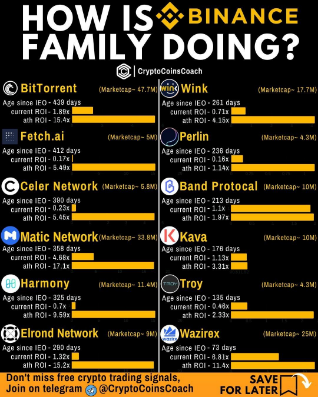 HOW IS BINANCE
FAMILY DOING?
CryptoCoinsCoach
BitTorrent (Marketcap~ 47.7M)
Age since IEO - 439 days
current ROI - 1.89x
ath ROI - 15.4x
Fetch.ai (Marketcap~ 5M)
Age since IEO - 412 days
current ROI - 0.17x
ath ROI - 5.49x
Celer Network (Marketcap~ 5.8M)
Age since IEO - 390 days
current ROI - 0.23x
ath ROI - 5.45x
Matic Network (Marketcap~ 33.8M)
Age since IEO - 358 days
current ROI - 4.68x
ath ROI - 17.1x
Harmony (Marketcap~ 11.4M)
Age since IEO - 325 days
current ROI - 0.7x
ath ROI - 9.59x
Elrond Network (Marketcap~ 9M)
Age since IEO - 290 days
current ROI - 1.32x
ath ROI - 15.2x
Wink (Marketcap~ 17.7M)
Age since IEO - 261 days
current ROI - 0.71x
ath ROI - 4.15x
Perlin (Marketcap~ 4.3M)
Age since IEO - 236 days
current ROI - 0.16x
ath ROI - 1.14x
Band Protocal (Marketcap~ 10M)
Age since IEO - 213 days
current ROI - 1.1x
ath ROI - 1.97x
Kava (Marketcap~ 10M)
Age since IEO - 178 days
current ROI - 1.13x
ath ROI - 3.31x
Troy (Marketcap~ 4.3M)
Age since IEO - 135 days
current ROI - 0.46x
ath ROI - 2.33x
Wazirex (Marketcap~ 25M)
Age since IEO - 73 days
current ROI - 6.81x
ath ROI - 11.4x
Don't miss free crypto trading signals,
Join on telegram @CryptoCoinsCoach
SAVE
FOR LATER